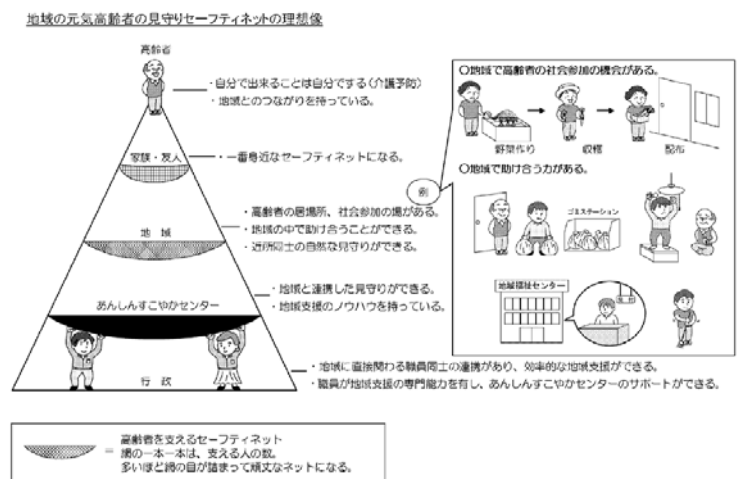 地域の元気高齢者の見守りセーフティネットの理想像
高齢者
・自分で出来ることは自分でする（介護予防）
・地域とのつながりを持っている。
家族・友人
・一番身近なセーフティネットになる。
・高齢者の居場所、社会参加の場がある。
地　域
・地域の中で助け合うことができる。
・近所同士の自然な見守りができる。
・地域と連携した見守りができる。
あんしんすこやかセンター
・地域支援のノウハウを持っている。
行　政
・地域に直接関わる職員同士の連携があり、効率的な地域支援ができる。
・職員が地域支援の専門能力を有し、あんしんすこやかセンターのサポートができる。
例
〇地域で高齢者の社会参加の機会がある。
野菜作り
収穫
配布
〇地域で助け合う力がある。
ゴミステーション
地域福祉センター
高齢者を支えるセーフティネット
＝ 網の一本一本は、支える人の数。
多いほど網の目が詰まって頑丈なネットになる。